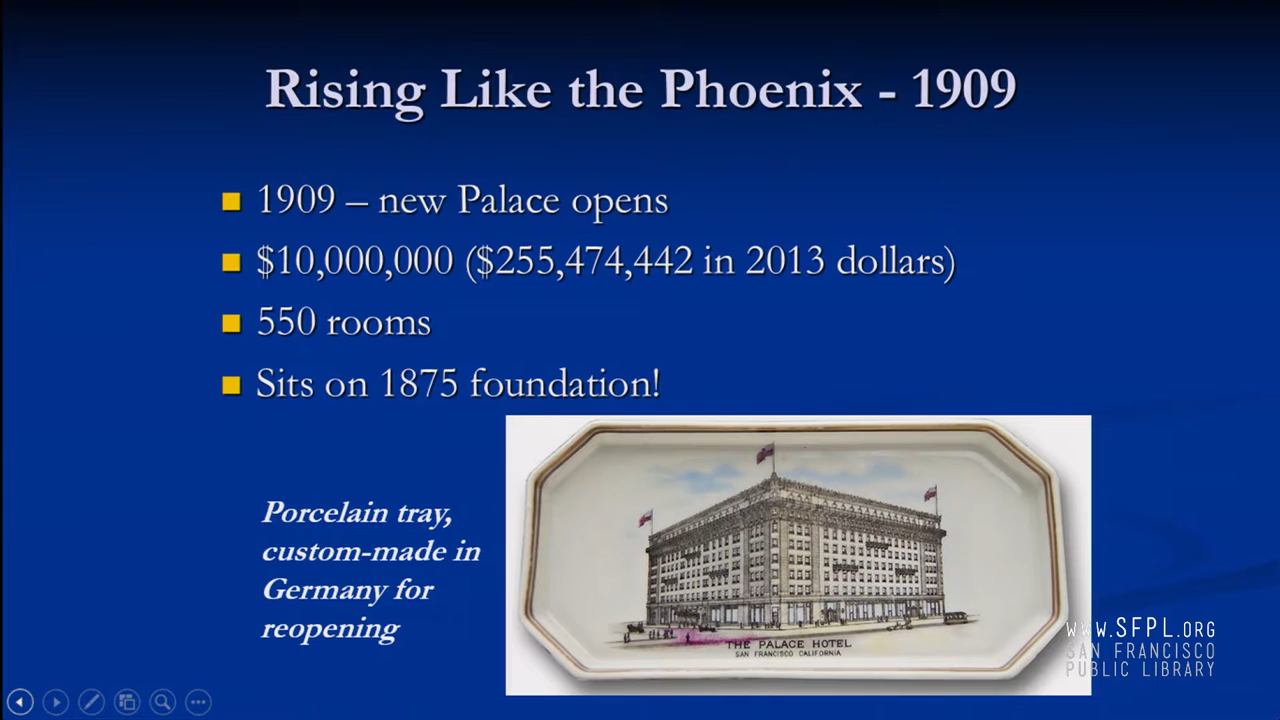 Rising Like the Phoenix - 1909
1909 – new Palace opens
$10,000,000 ($255,474,442 in 2013 dollars)
550 rooms
Sits on 1875 foundation!
Porcelain tray,
custom-made in
Germany for
reopening
THE PALACE HOTEL
SAN FRANCISCO CALIFORNIA
WWW.SFPL.ORG
SAN FRANCISCO
PUBLIC LIBRARY